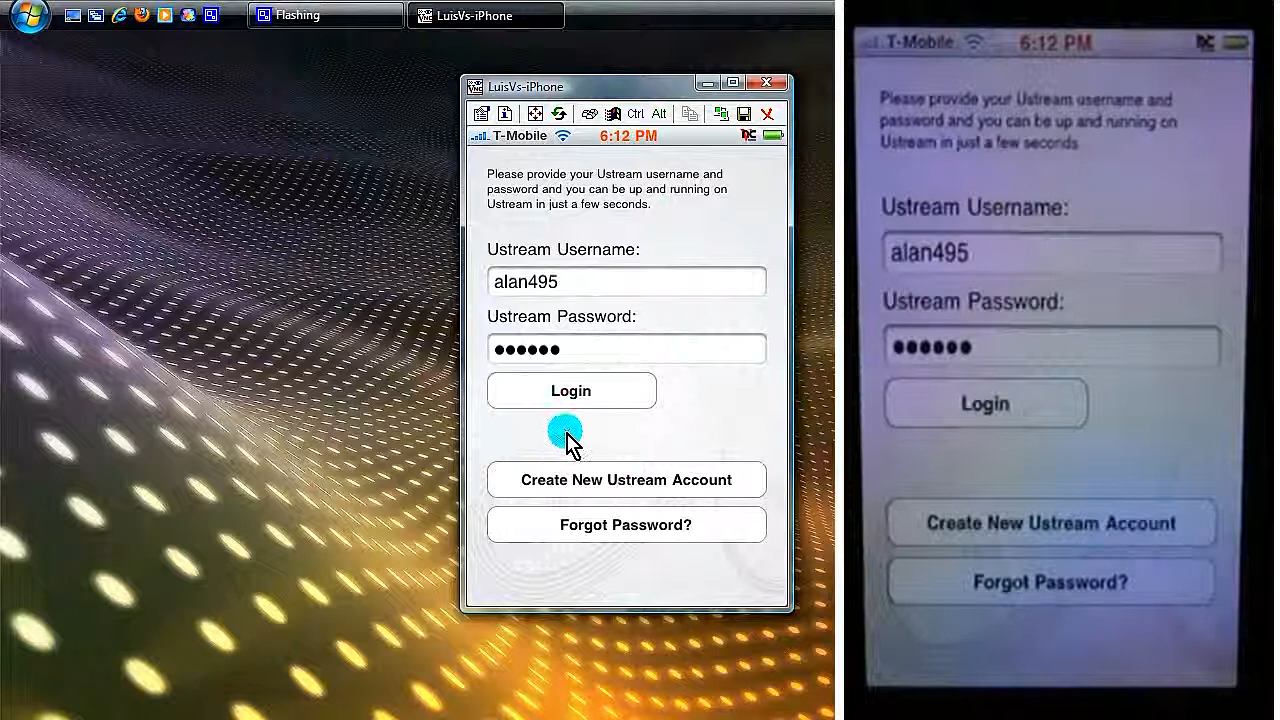 Flashing
LuisVs-iPhone
LuisVs-iPhone
Ctrl Alt
T-Mobile 6:12 PM
Please provide your Ustream username and
password and you can be up and running on
Ustream in just a few seconds.
Ustream Username:
alan495
Ustream Password:
●●●●●●
Login
Create New Ustream Account
Forgot Password?
T-Mobile 6:12 PM
Please provide your Ustream username and
password and you can be up and running on
Ustream in just a few seconds.
Ustream Username:
alan495
Ustream Password:
●●●●●●
Login
Create New Ustream Account
Forgot Password?